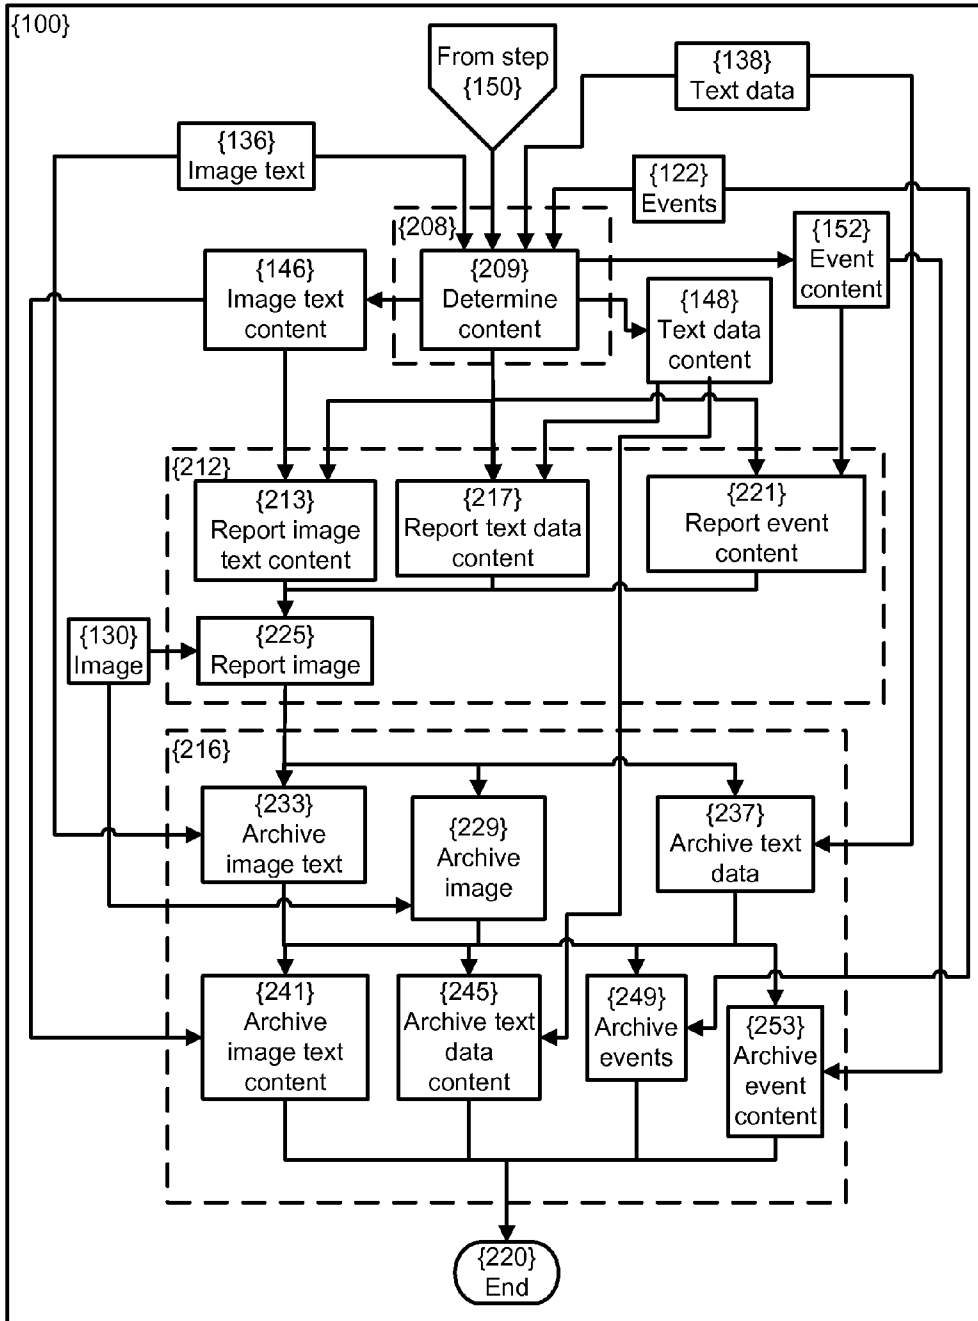 {100}
From step
{150}
{138}
Text data
{136}
Image text
{122}
Events
{208}
{152}
Event
content
{146}
Image text
content
{209}
Determine
content
{148}
Text data
content
{212}
{213}
Report image
text content
{217}
Report text data
content
{221}
Report event
content
{130}
Image
{225}
Report image
{216}
{233}
Archive
image text
{229}
Archive
image
{237}
Archive text
data
{241}
Archive
image text
content
{245}
Archive text
data
content
{249}
Archive
events
{253}
Archive
event
content
{220}
End